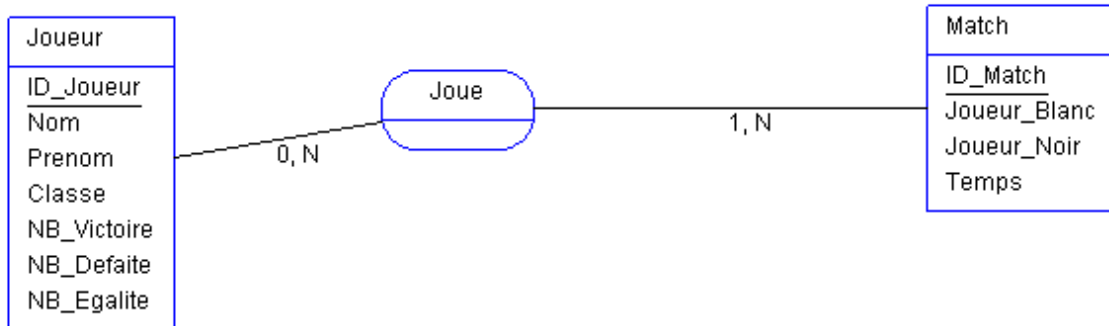 Joueur
ID_Joueur
Nom
Prenom
Classe
NB_Victoire
NB_Defaite
NB_Egalite
0, N
Joue
1, N
Match
ID_Match
Joueur_Blanc
Joueur_Noir
Temps